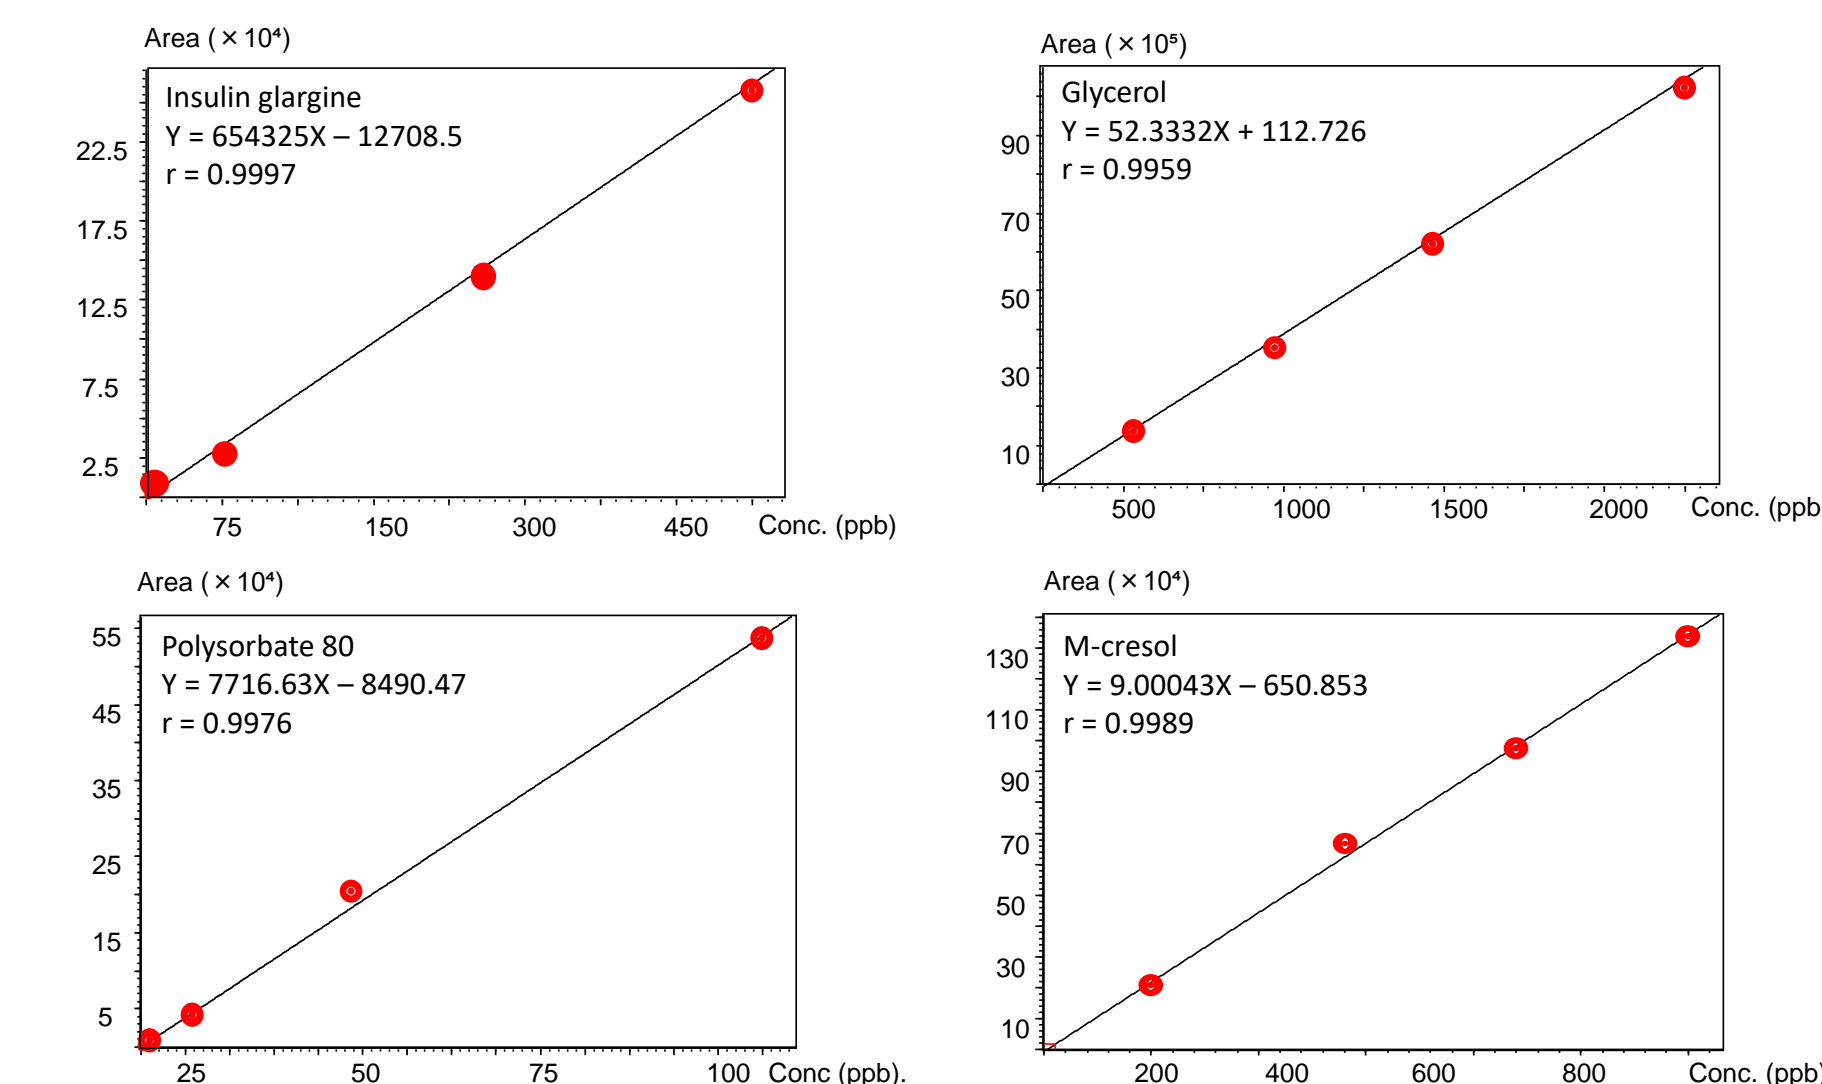 Area ( × 10⁴)
Insulin glargine
Y = 654325X – 12708.5
r = 0.9997
22.5
17.5
12.5
7.5
2.5
75 150 300 450 Conc. (ppb)
Area ( × 10⁵)
Glycerol
Y = 52.3332X + 112.726
r = 0.9959
90
70
50
30
10
500 1000 1500 2000 Conc. (ppb
Area ( × 10⁴)
Polysorbate 80
Y = 7716.63X – 8490.47
r = 0.9976
55
45
35
25
15
5
25 50 75 100 Conc (ppb).
Area ( × 10⁴)
M-cresol
Y = 9.00043X – 650.853
r = 0.9989
130
110
90
70
50
30
10
200 400 600 800 Conc. (ppb)